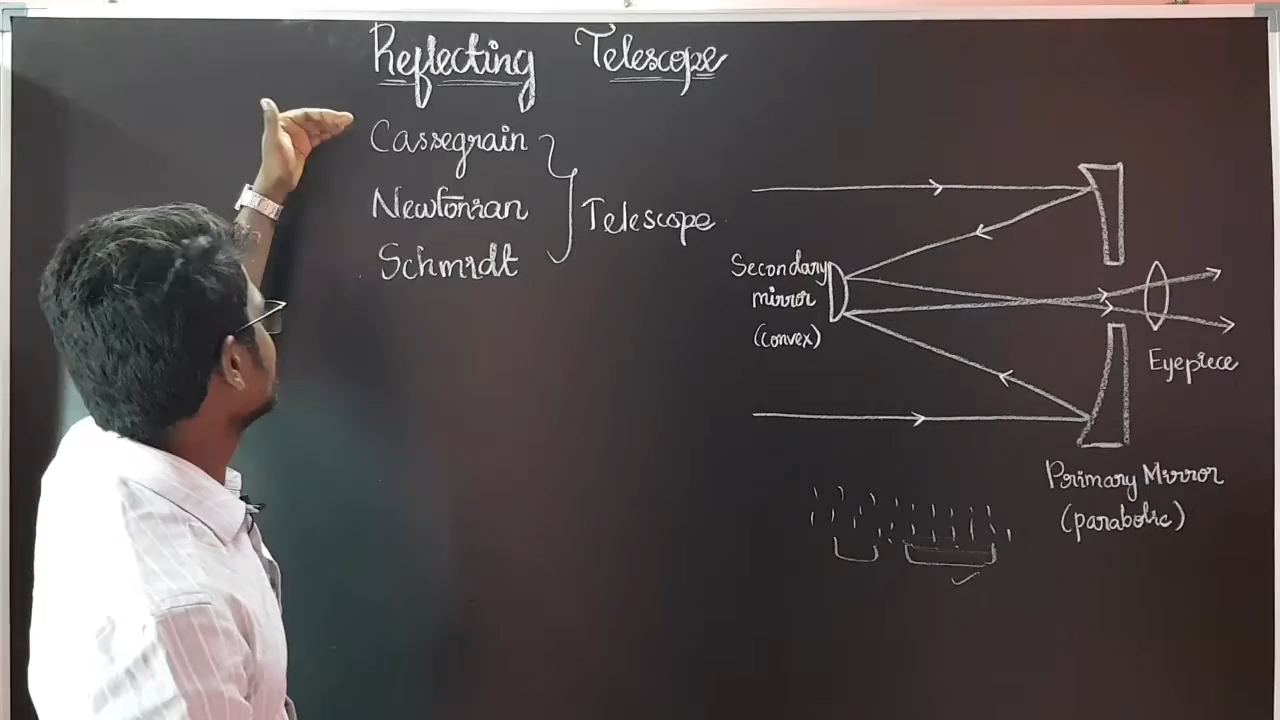 Reflecting Telescope
Cassegrain
Newtonian
Schmidt
Telescope
Secondary
mirror
(convex)
Eyepiece
Primary Mirror
(parabolic)